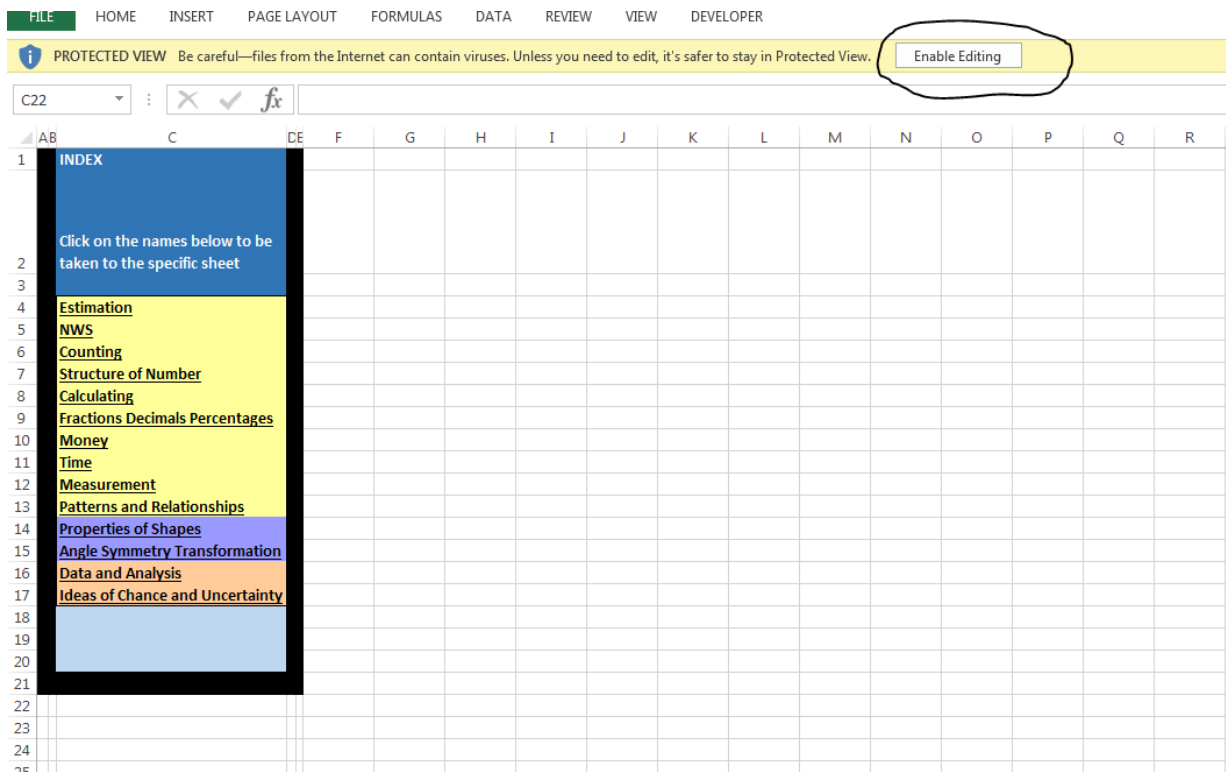 FILE HOME INSERT PAGE LAYOUT FORMULAS DATA REVIEW VIEW DEVELOPER
i PROTECTED VIEW Be careful—files from the Internet can contain viruses. Unless you need to edit, it's safer to stay in Protected View. Enable Editing
C22 fx
A B C D E F G H I J K L M N O P Q R
1 INDEX
Click on the names below to be
2 taken to the specific sheet
3
4 Estimation
5 NWS
6 Counting
7 Structure of Number
8 Calculating
9 Fractions Decimals Percentages
10 Money
11 Time
12 Measurement
13 Patterns and Relationships
14 Properties of Shapes
15 Angle Symmetry Transformation
16 Data and Analysis
17 Ideas of Chance and Uncertainty
18
19
20
21
22
23
24
25